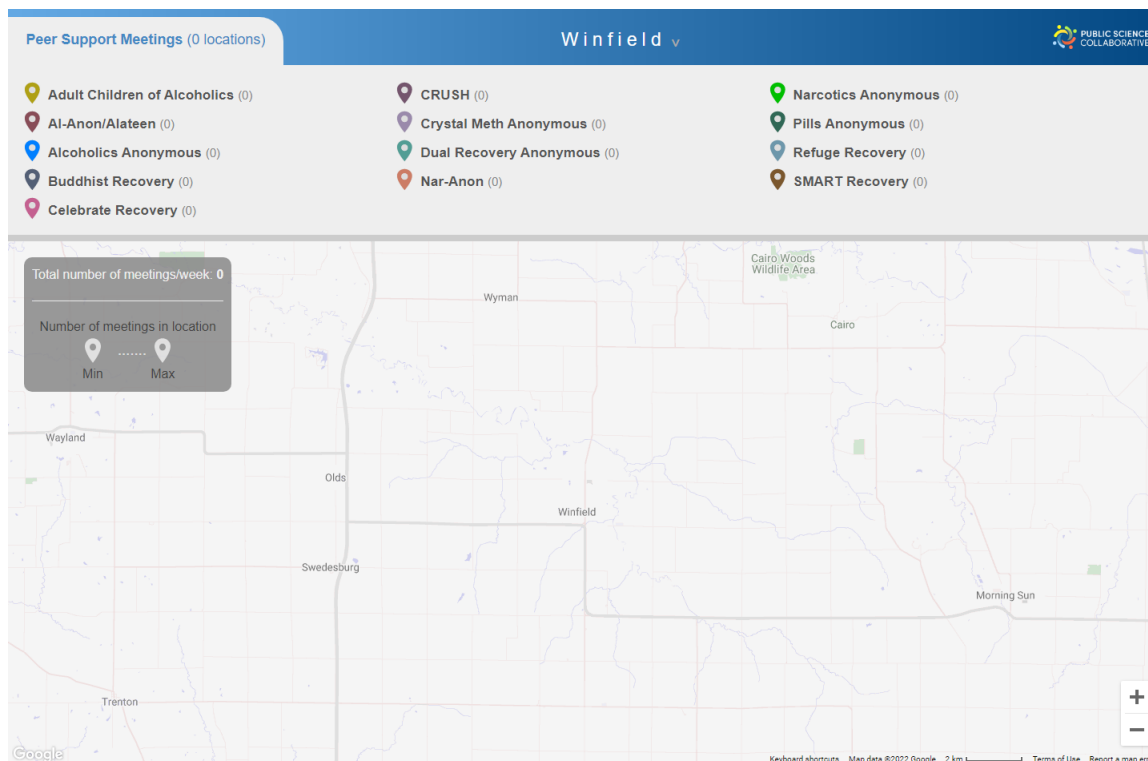 Peer Support Meetings (0 locations)
Winfield v
PUBLIC SCIENCE
COLLABORATIVE
Adult Children of Alcoholics (0)
Al-Anon/Alateen (0)
Alcoholics Anonymous (0)
Buddhist Recovery (0)
Celebrate Recovery (0)
CRUSH (0)
Crystal Meth Anonymous (0)
Dual Recovery Anonymous (0)
Nar-Anon (0)
Narcotics Anonymous (0)
Pills Anonymous (0)
Refuge Recovery (0)
SMART Recovery (0)
Total number of meetings/week: 0
Number of meetings in location
Min ....... Max
Cairo Woods
Wildlife Area
Wyman
Cairo
Wayland
Olds
Winfield
Swedesburg
Morning Sun
Trenton
+
−
Google
Keyboard shortcuts Map data ©2022 Google 2 km Terms of Use Report a map er